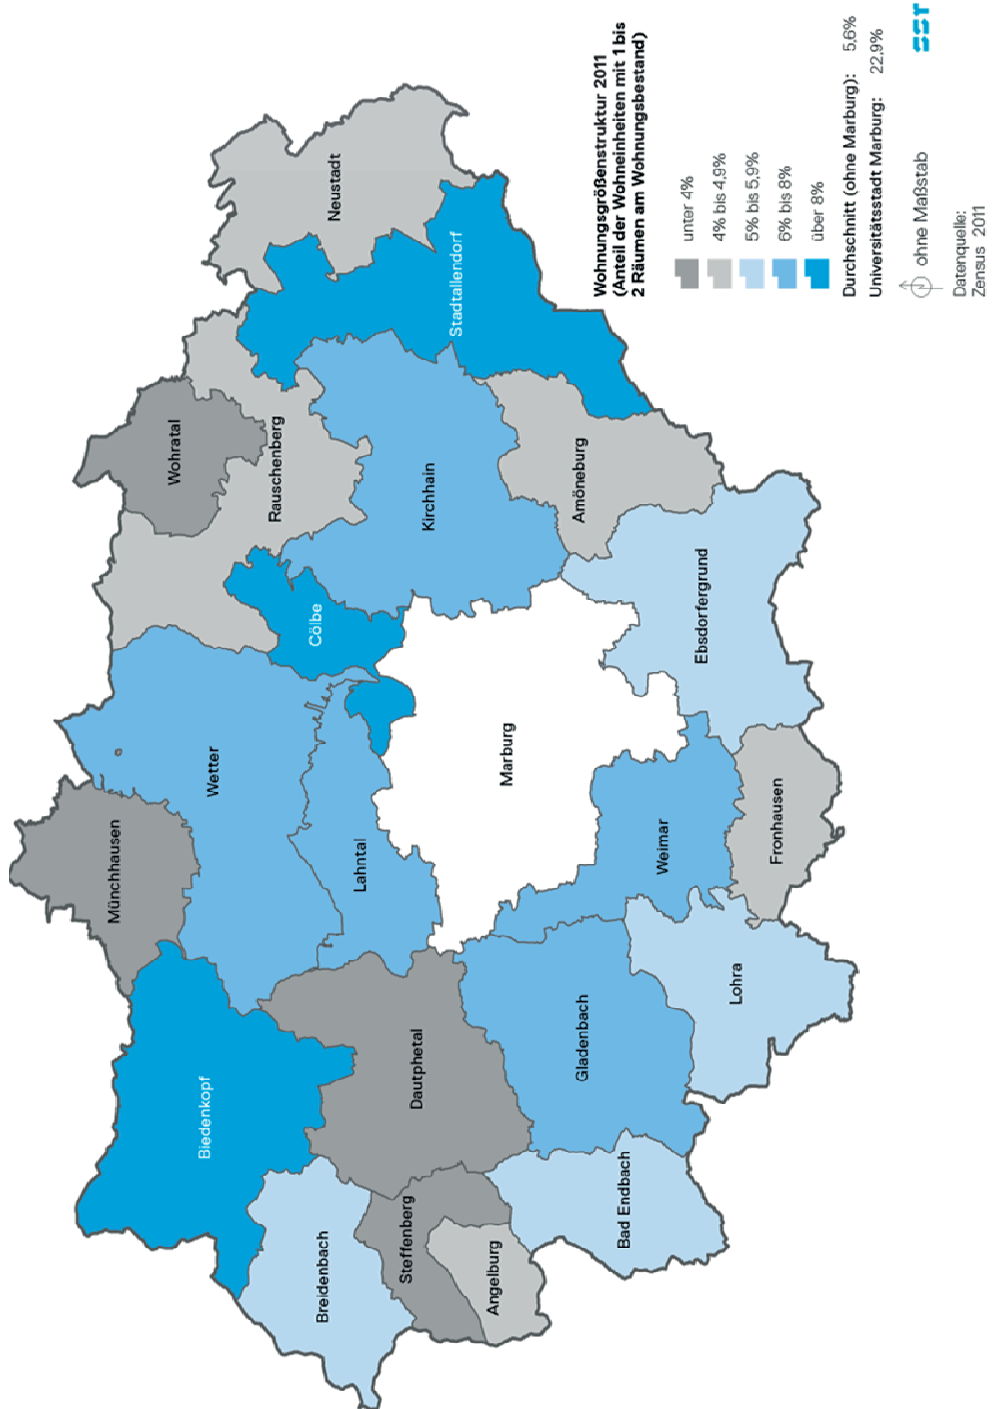 Neustadt
Wohratal
Rauschenberg
Stadtallendorf
Kirchhain
Amöneburg
Cölbe
Ebsdorfergrund
Wetter
Marburg
Münchhausen
Lahntal
Weimar
Fronhausen
Biedenkopf
Dautphetal
Gladenbach
Lohra
Breidenbach
Steffenberg
Angelburg
Bad Endbach
Wohnungsgrößenstruktur 2011
(Anteil der Wohneinheiten mit 1 bis
2 Räumen am Wohnungsbestand)
unter 4%
4% bis 4,9%
5% bis 5,9%
6% bis 8%
über 8%
Durchschnitt (ohne Marburg): 5,6%
Universitätsstadt Marburg: 22,9%
ohne Maßstab
Datenquelle:
Zensus 2011
SST